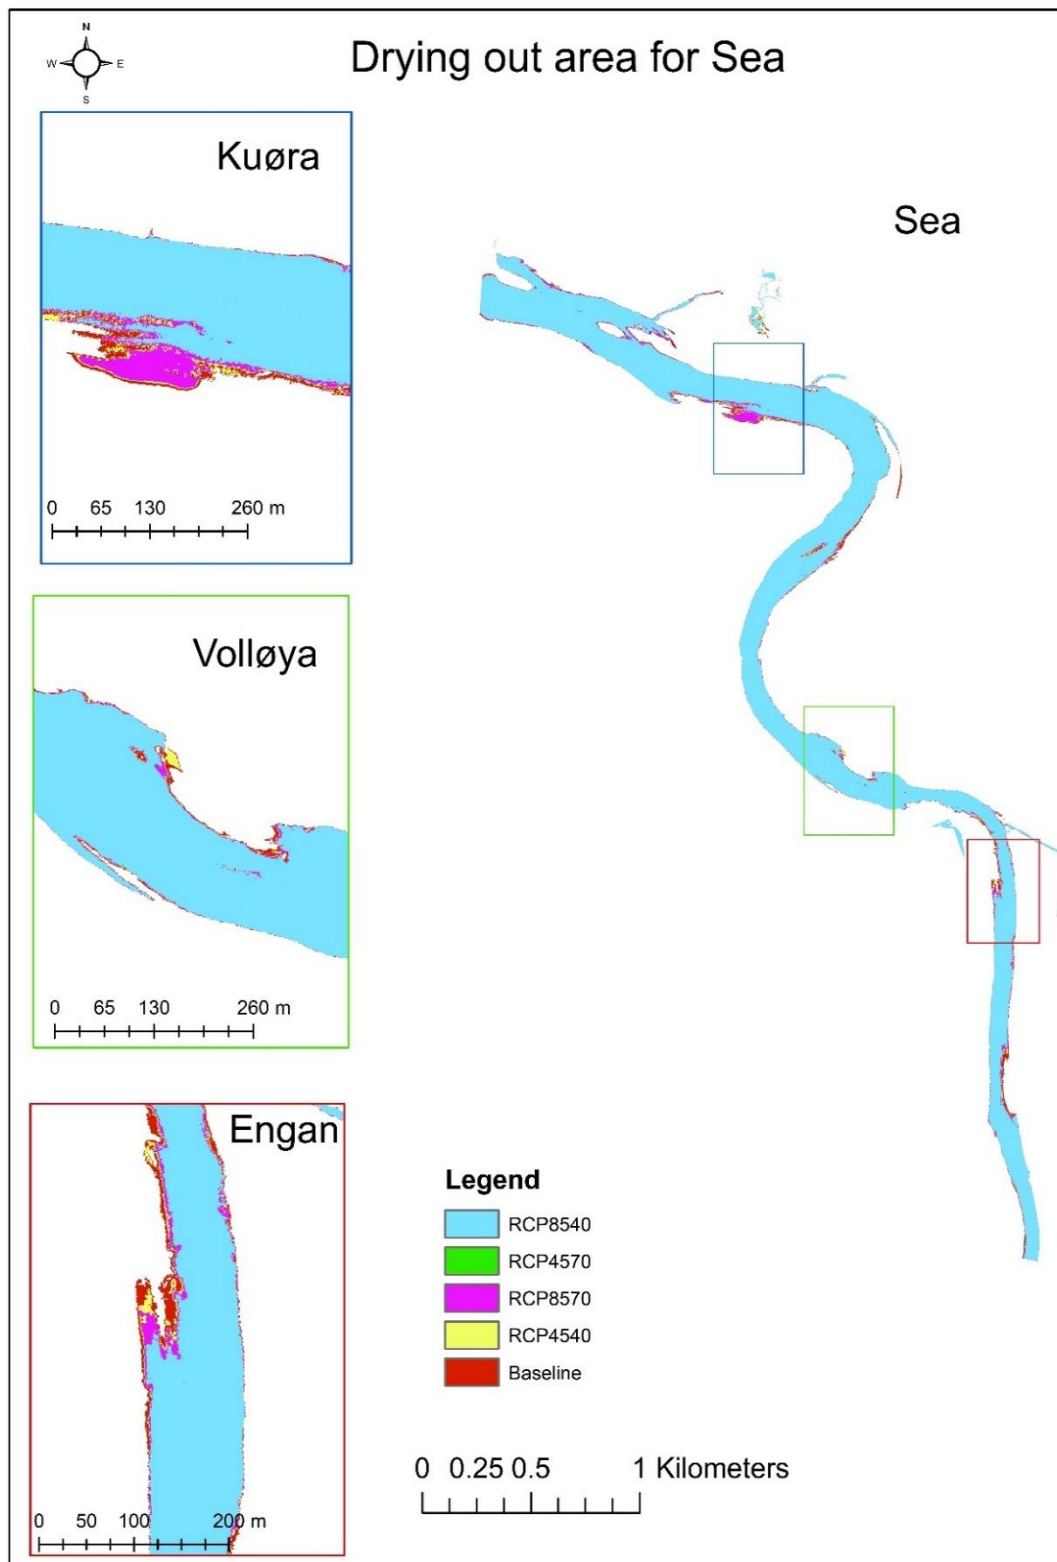 N
W E
S
Drying out area for Sea
Kuøra
0 65 130 260 m
Sea
Volløya
0 65 130 260 m
Engan
0 50 100 200 m
Legend
RCP8540
RCP4570
RCP8570
RCP4540
Baseline
0 0.25 0.5 1 Kilometers